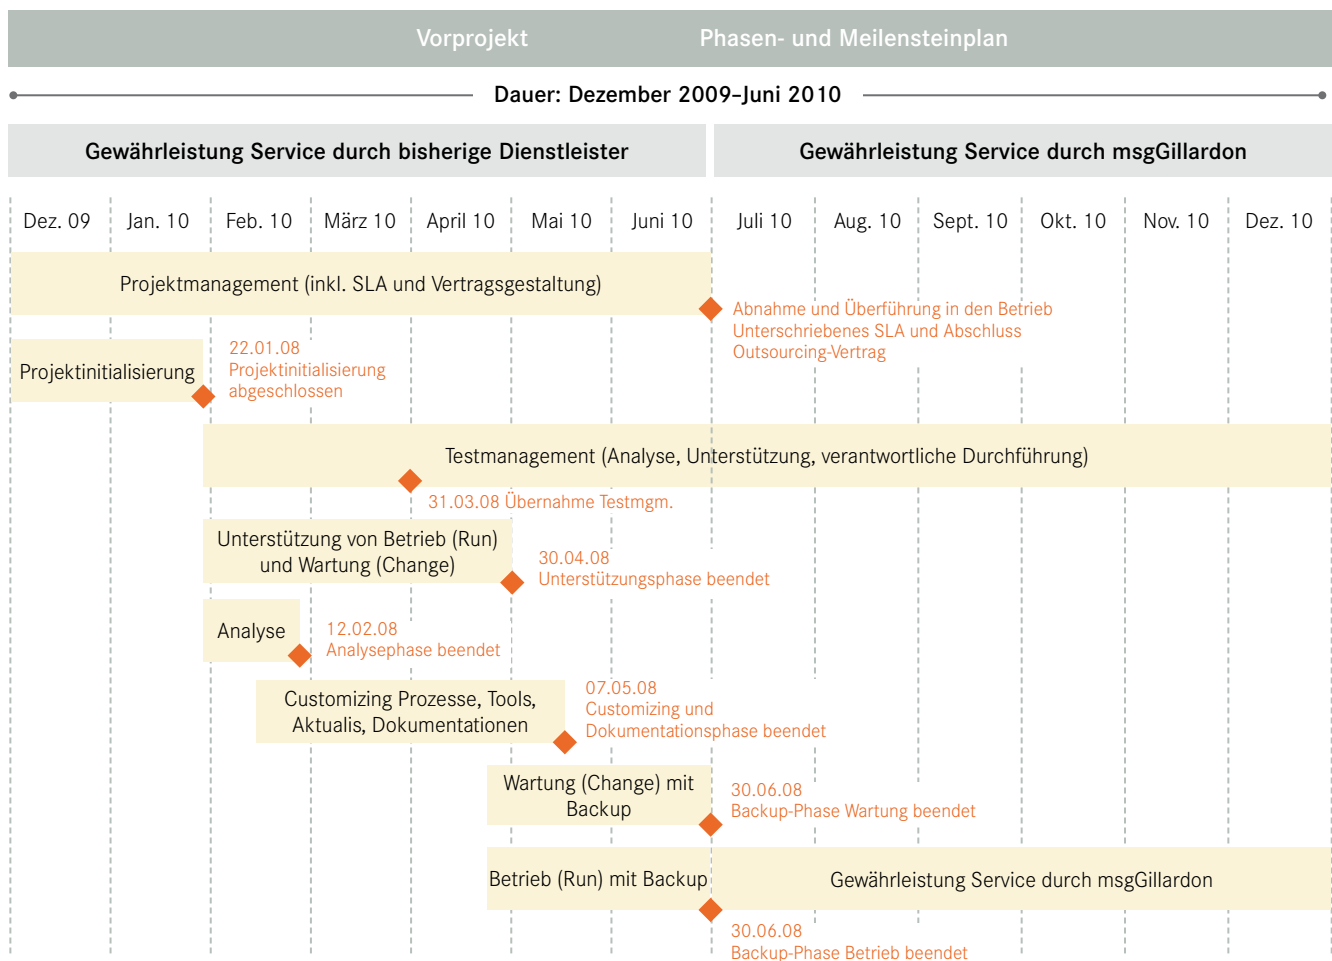 Vorprojekt Phasen- und Meilensteinplan
Dauer: Dezember 2009–Juni 2010
Gewährleistung Service durch bisherige Dienstleister
Gewährleistung Service durch msgGillardon
Dez. 09 Jan. 10 Feb. 10 März 10 April 10 Mai 10 Juni 10 Juli 10 Aug. 10 Sept. 10 Okt. 10 Nov. 10 Dez. 10
Projektmanagement (inkl. SLA und Vertragsgestaltung)
Abnahme und Überführung in den Betrieb
Unterschriebenes SLA und Abschluss
Outsourcing-Vertrag
Projektinitialisierung
22.01.08
Projektinitialisierung
abgeschlossen
Testmanagement (Analyse, Unterstützung, verantwortliche Durchführung)
31.03.08 Übernahme Testmgm.
Unterstützung von Betrieb (Run)
und Wartung (Change)
30.04.08
Unterstützungsphase beendet
Analyse
12.02.08
Analysephase beendet
Customizing Prozesse, Tools,
Aktualis, Dokumentationen
07.05.08
Customizing und
Dokumentationsphase beendet
Wartung (Change) mit
Backup
30.06.08
Backup-Phase Wartung beendet
Betrieb (Run) mit Backup
Gewährleistung Service durch msgGillardon
30.06.08
Backup-Phase Betrieb beendet